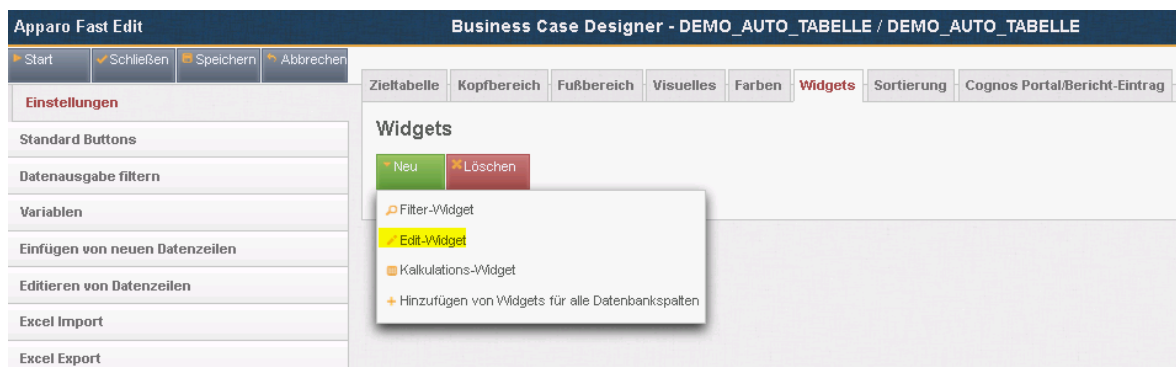 Apparo Fast Edit
Business Case Designer - DEMO_AUTO_TABELLE / DEMO_AUTO_TABELLE
Start Schließen Speichern Abbrechen
Zieltabelle Kopfbereich Fußbereich Visuelles Farben Widgets Sortierung Cognos Portal/Bericht-Eintrag
Einstellungen
Standard Buttons
Datenausgabe filtern
Variablen
Einfügen von neuen Datenzeilen
Editieren von Datenzeilen
Excel Import
Excel Export
Widgets
Neu Löschen
Filter-Widget
Edit-Widget
Kalkulations-Widget
Hinzufügen von Widgets für alle Datenbankspalten